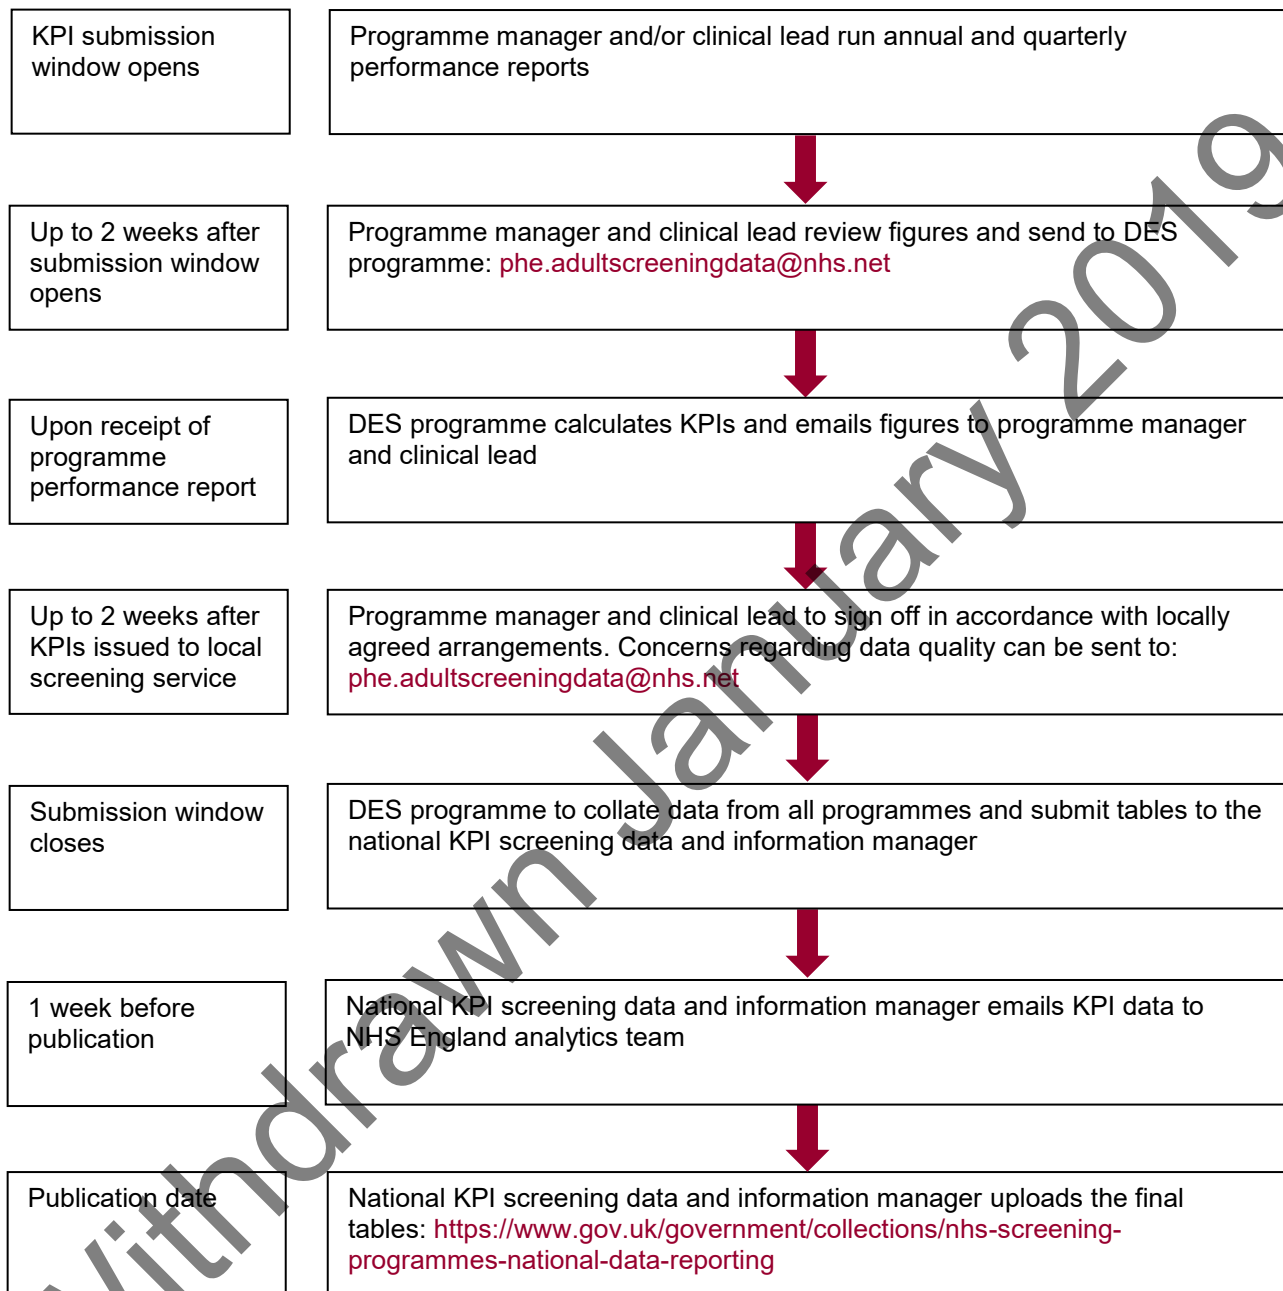 KPI submission
window opens
Programme manager and/or clinical lead run annual and quarterly
performance reports
Up to 2 weeks after
submission window
opens
Programme manager and clinical lead review figures and send to DES
programme: phe.adultscreeningdata@nhs.net
Upon receipt of
programme
performance report
DES programme calculates KPIs and emails figures to programme manager
and clinical lead
Up to 2 weeks after
KPIs issued to local
screening service
Programme manager and clinical lead to sign off in accordance with locally
agreed arrangements. Concerns regarding data quality can be sent to:
phe.adultscreeningdata@nhs.net
Submission window
closes
DES programme to collate data from all programmes and submit tables to the
national KPI screening data and information manager
1 week before
publication
National KPI screening data and information manager emails KPI data to
NHS England analytics team
Publication date
National KPI screening data and information manager uploads the final
tables: https://www.gov.uk/government/collections/nhs-screening-
programmes-national-data-reporting
Withdrawn January 2019